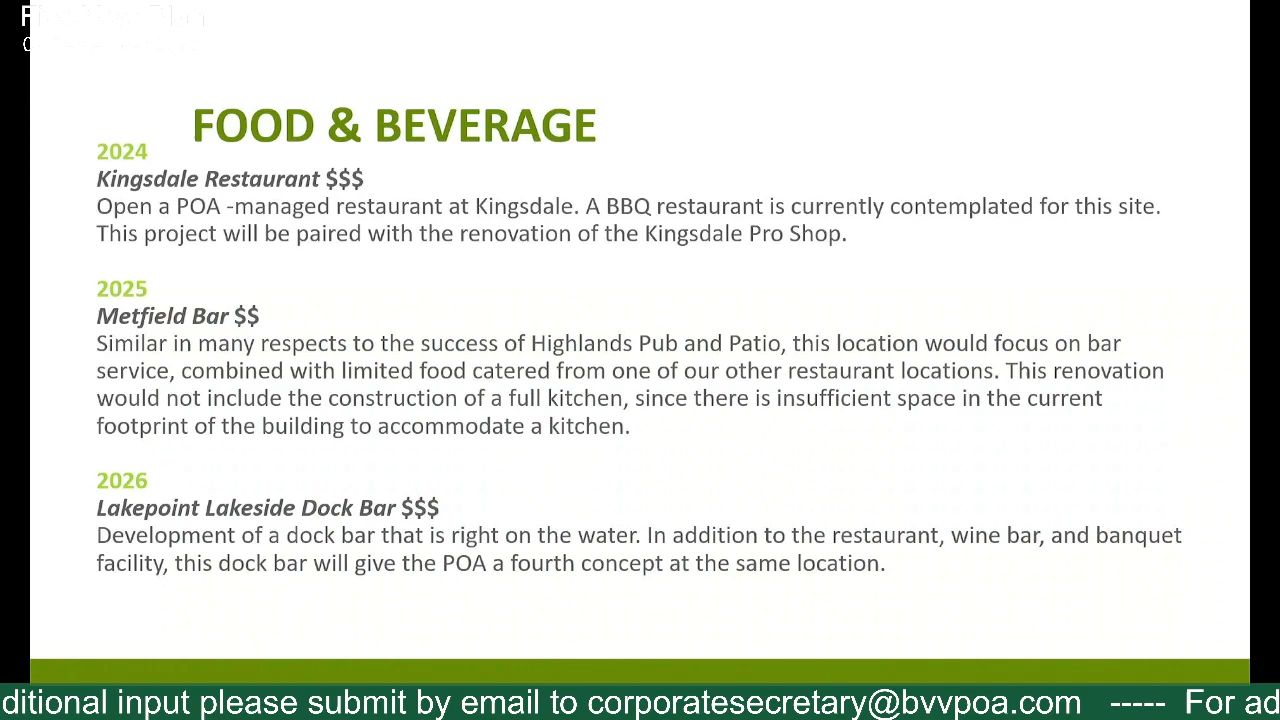 FOOD & BEVERAGE
2024
Kingsdale Restaurant $$$
Open a POA -managed restaurant at Kingsdale. A BBQ restaurant is currently contemplated for this site.
This project will be paired with the renovation of the Kingsdale Pro Shop.
2025
Metfield Bar $$
Similar in many respects to the success of Highlands Pub and Patio, this location would focus on bar
service, combined with limited food catered from one of our other restaurant locations. This renovation
would not include the construction of a full kitchen, since there is insufficient space in the current
footprint of the building to accommodate a kitchen.
2026
Lakepoint Lakeside Dock Bar $$$
Development of a dock bar that is right on the water. In addition to the restaurant, wine bar, and banquet
facility, this dock bar will give the POA a fourth concept at the same location.
ditional input please submit by email to corporatesecretary@bvvpoa.com ----- For ad